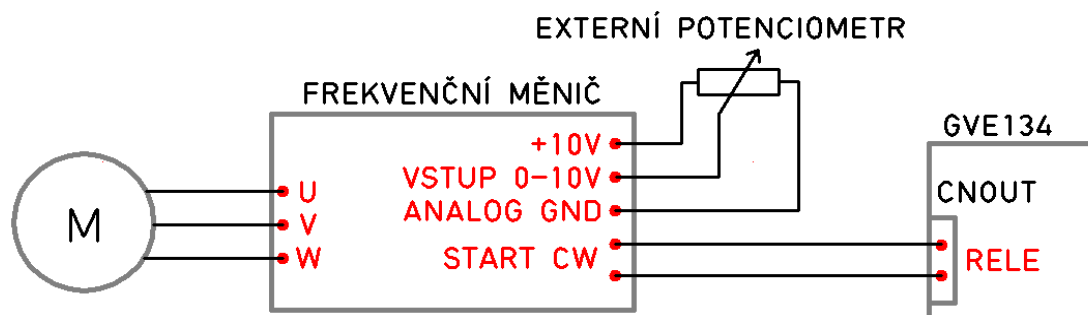 EXTERNÍ POTENCIOMETR
FREKVENČNÍ MĚNIČ
GVE134
+10V
VSTUP 0-10V
CNOUT
U
ANALOG GND
M
V
START CW
RELE
W